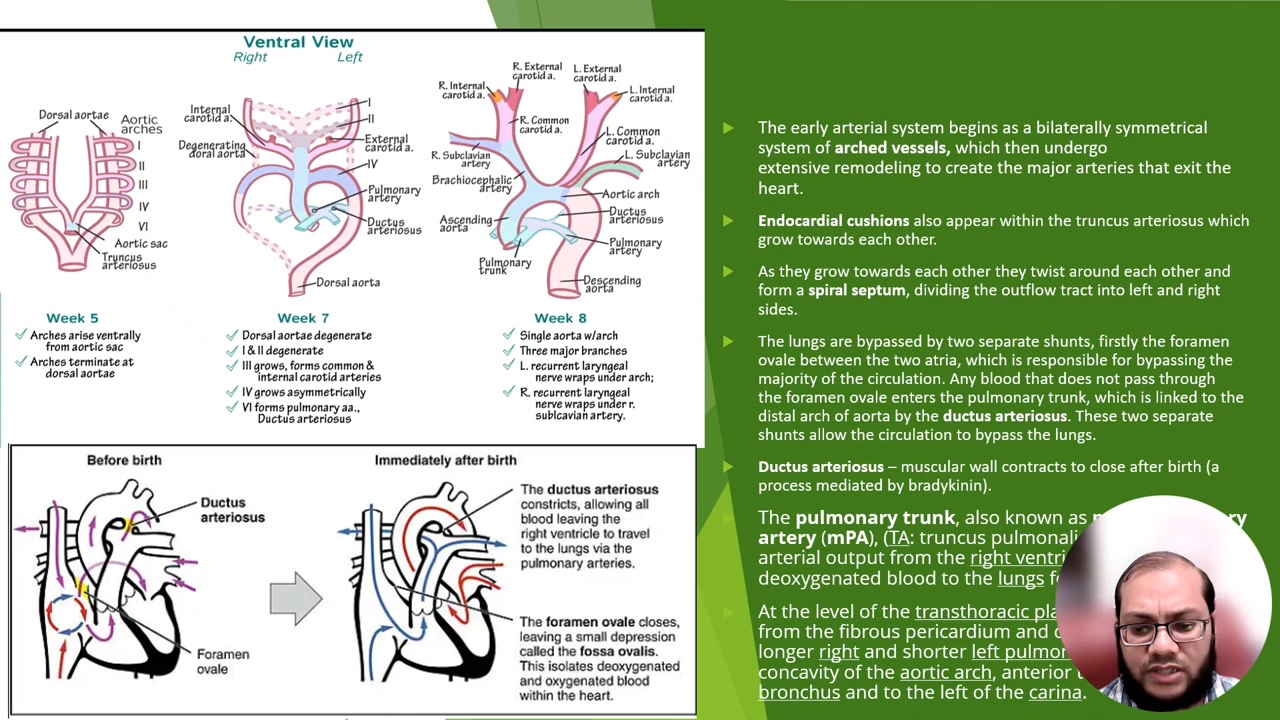 Ventral View
Right
Left
Dorsal aortae
Aortic
arches
I
II
III
IV
VI
Aortic sac
Truncus
arteriosus
Internal
carotid a.
Degenerating
doral aorta
I
II
External
carotid a.
IV
Pulmonary
artery
Ductus
arteriosus
Dorsal aorta
R. External
carotid a.
L. External
carotid a.
R. Internal
carotid a.
L. Internal
carotid a.
R. Common
carotid a.
L. Common
carotid a.
R. Subclavian
artery
L. Subclavian
artery
Brachiocephalic
artery
Aortic arch
Ascending
aorta
Ductus
arteriosus
Pulmonary
artery
Pulmonary
trunk
Descending
aorta
Week 5
Arches arise ventrally
from aortic sac
Arches terminate at
dorsal aortae
Week 7
Dorsal aortae degenerate
I & II degenerate
III grows, forms common &
internal carotid arteries
IV grows asymmetrically
VI forms pulmonary aa.,
Ductus arteriosus
Week 8
Single aorta w/arch
Three major branches
L. recurrent laryngeal
nerve wraps under arch;
R. recurrent laryngeal
nerve wraps under r.
sublcavian artery.
Before birth
Ductus
arteriosus
Foramen
ovale
Immediately after birth
The ductus arteriosus
constricts, allowing all
blood leaving the
right ventricle to travel
to the lungs via the
pulmonary arteries.
The foramen ovale closes,
leaving a small depression
called the fossa ovalis.
This isolates deoxygenated
and oxygenated blood
within the heart.
The early arterial system begins as a bilaterally symmetrical
system of arched vessels, which then undergo
extensive remodeling to create the major arteries that exit the
heart.
Endocardial cushions also appear within the truncus arteriosus which
grow towards each other.
As they grow towards each other they twist around each other and
form a spiral septum, dividing the outflow tract into left and right
sides.
The lungs are bypassed by two separate shunts, firstly the foramen
ovale between the two atria, which is responsible for bypassing the
majority of the circulation. Any blood that does not pass through
the foramen ovale enters the pulmonary trunk, which is linked to the
distal arch of aorta by the ductus arteriosus. These two separate
shunts allow the circulation to bypass the lungs.
Ductus arteriosus – muscular wall contracts to close after birth (a
process mediated by bradykinin).
The pulmonary trunk, also known as
artery (mPA), (TA: truncus
arterial output from the right
deoxygenated blood to the lungs
At the level of the transthoracic
from the fibrous pericardium and
longer right and shorter left
concavity of the aortic arch, anterior
bronchus and to the left of the carina.